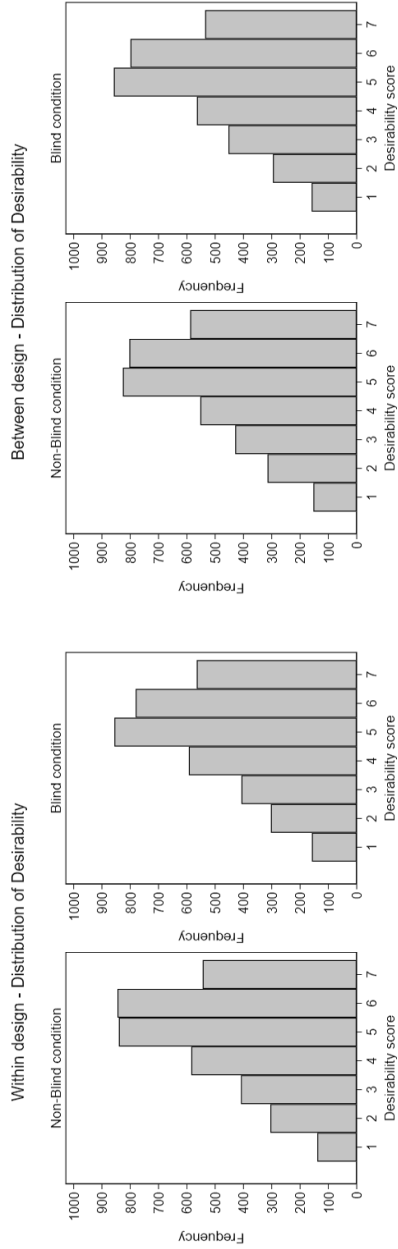 Within design - Distribution of Desirability
Non-Blind condition
Frequency
1000
900
800
700
600
500
400
300
200
100
0
1 2 3 4 5 6 7
Desirability score
Blind condition
Frequency
1000
900
800
700
600
500
400
300
200
100
0
1 2 3 4 5 6 7
Desirability score
Between design - Distribution of Desirability
Non-Blind condition
Frequency
1000
900
800
700
600
500
400
300
200
100
0
1 2 3 4 5 6 7
Desirability score
Blind condition
Frequency
1000
900
800
700
600
500
400
300
200
100
0
1 2 3 4 5 6 7
Desirability score